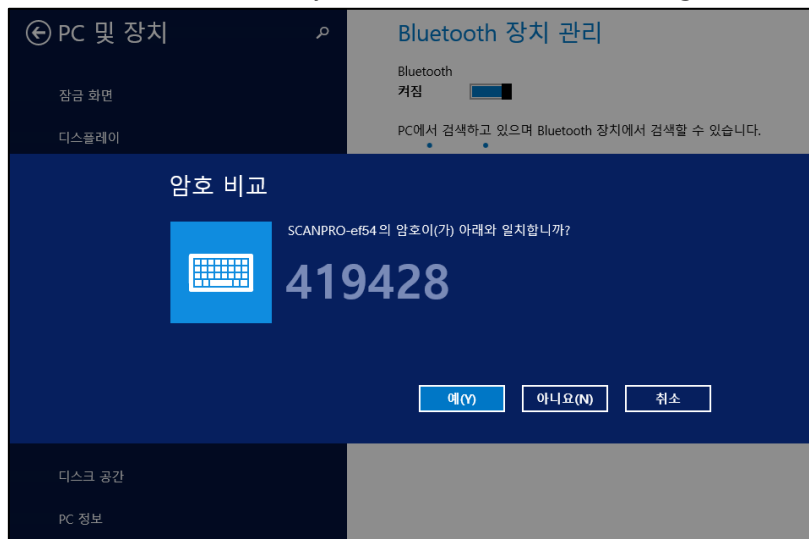 PC 및 장치
잠금 화면
디스플레이
Bluetooth 장치 관리
Bluetooth
켜짐
PC에서 검색하고 있으며 Bluetooth 장치에서 검색할 수 있습니다.
암호 비교
SCANPRO-ef54 의 암호이(가) 아래와 일치합니까?
419428
예(Y) 아니요(N) 취소
디스크 공간
PC 정보